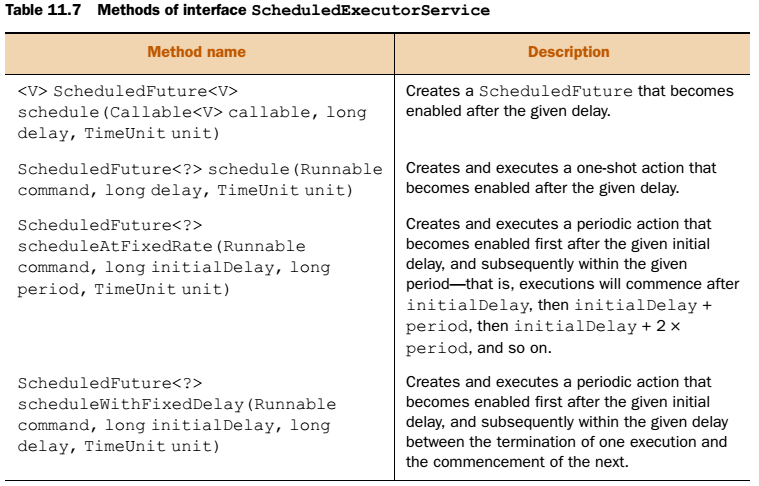 Table 11.7 Methods of interface ScheduledExecutorService
Method name
Description
<V> ScheduledFuture<V>
schedule(Callable<V> callable, long
delay, TimeUnit unit)
Creates a ScheduledFuture that becomes
enabled after the given delay.
ScheduledFuture<?> schedule(Runnable
command, long delay, TimeUnit unit)
Creates and executes a one-shot action that
becomes enabled after the given delay.
ScheduledFuture<?>
scheduleAtFixedRate(Runnable
command, long initialDelay, long
period, TimeUnit unit)
Creates and executes a periodic action that
becomes enabled first after the given initial
delay, and subsequently within the given
period—that is, executions will commence after
initialDelay, then initialDelay +
period, then initialDelay + 2 ×
period, and so on.
ScheduledFuture<?>
scheduleWithFixedDelay(Runnable
command, long initialDelay, long
delay, TimeUnit unit)
Creates and executes a periodic action that
becomes enabled first after the given initial
delay, and subsequently within the given delay
between the termination of one execution and
the commencement of the next.